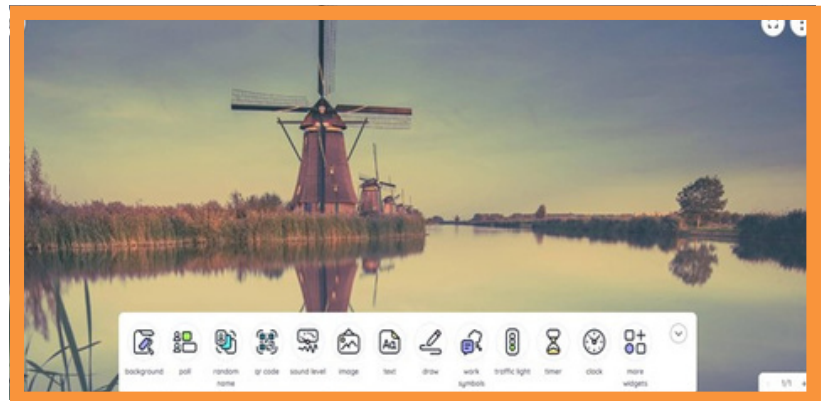 background poll random name qr code sound level image text draw work symbols traffic light timer clock more widgets
Aa
1/1 +